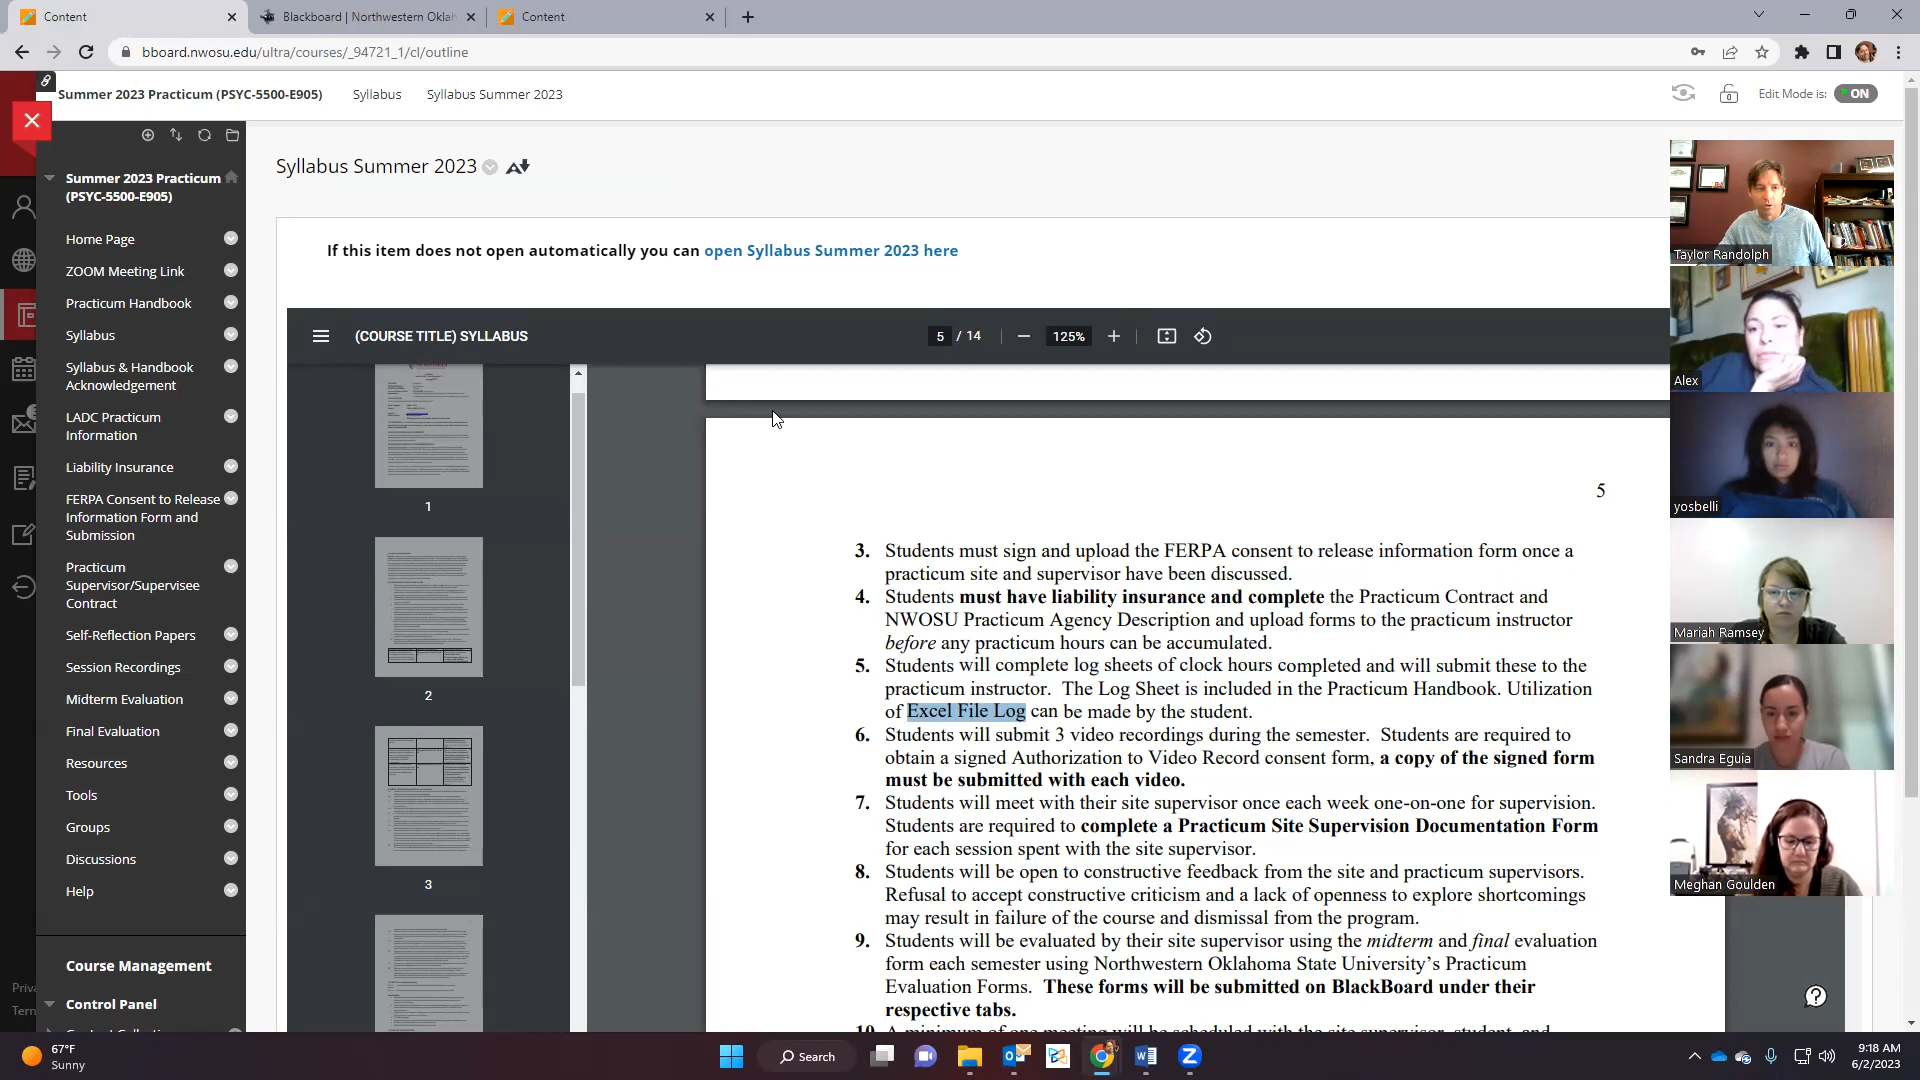 Content
Blackboard | Northwestern Oklah
Content
bboard.nwosu.edu/ultra/courses/_94721_1/cl/outline
Summer 2023 Practicum (PSYC-5500-E905)
Syllabus
Syllabus Summer 2023
Edit Mode is:
ON
Summer 2023 Practicum
(PSYC-5500-E905)
Home Page
ZOOM Meeting Link
Practicum Handbook
Syllabus
Syllabus & Handbook
Acknowledgement
LADC Practicum
Information
Liability Insurance
FERPA Consent to Release
Information Form and
Submission
Practicum
Supervisor/Supervisee
Contract
Self-Reflection Papers
Session Recordings
Midterm Evaluation
Final Evaluation
Resources
Tools
Groups
Discussions
Help
Course Management
Control Panel
Priva
Term
Syllabus Summer 2023
If this item does not open automatically you can open Syllabus Summer 2023 here
(COURSE TITLE) SYLLABUS
5 / 14
125%
1
2
3
5
3. Students must sign and upload the FERPA consent to release information form once a
practicum site and supervisor have been discussed.
4. Students must have liability insurance and complete the Practicum Contract and
NWOSU Practicum Agency Description and upload forms to the practicum instructor
before any practicum hours can be accumulated.
5. Students will complete log sheets of clock hours completed and will submit these to the
practicum instructor. The Log Sheet is included in the Practicum Handbook. Utilization
of Excel File Log can be made by the student.
6. Students will submit 3 video recordings during the semester. Students are required to
obtain a signed Authorization to Video Record consent form, a copy of the signed form
must be submitted with each video.
7. Students will meet with their site supervisor once each week one-on-one for supervision.
Students are required to complete a Practicum Site Supervision Documentation Form
for each session spent with the site supervisor.
8. Students will be open to constructive feedback from the site and practicum supervisors.
Refusal to accept constructive criticism and a lack of openness to explore shortcomings
may result in failure of the course and dismissal from the program.
9. Students will be evaluated by their site supervisor using the midterm and final evaluation
form each semester using Northwestern Oklahoma State University's Practicum
Evaluation Forms. These forms will be submitted on BlackBoard under their
respective tabs.
10. A minimum of one meeting will be scheduled with the site supervisor, student, and
Taylor Randolph
Alex
yosbelli
Mariah Ramsey
Sandra Eguia
Meghan Goulden
67°F
Sunny
Search
9:18 AM
6/2/2023